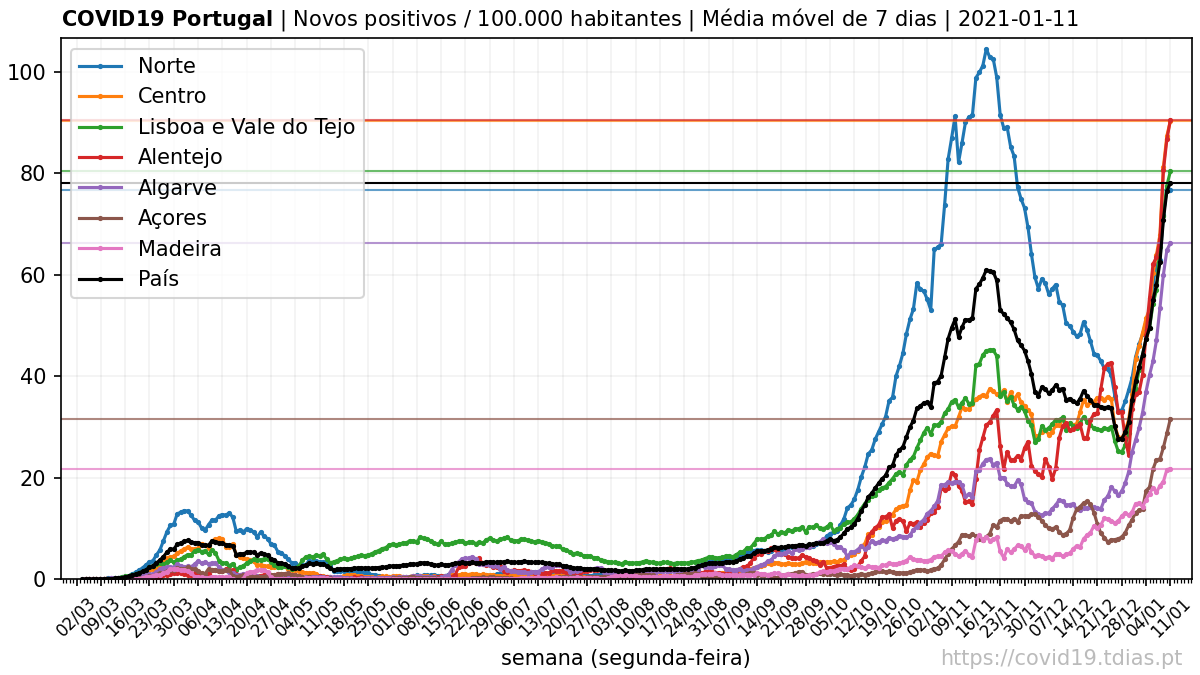 COVID19 Portugal | Novos positivos / 100.000 habitantes | Média móvel de 7 dias | 2021-01-11
100
80
60
40
20
0
Norte
Centro
Lisboa e Vale do Tejo
Alentejo
Algarve
Açores
Madeira
País
02/03 09/03 16/03 23/03 30/03 06/04 13/04 20/04 27/04 04/05 11/05 18/05 25/05 01/06 08/06 15/06 22/06 29/06 06/07 13/07 20/07 27/07 03/08 10/08 17/08 24/08 31/08 07/09 14/09 21/09 28/09 05/10 12/10 19/10 26/10 02/11 09/11 16/11 23/11 30/11 07/12 14/12 21/12 28/12 04/01 11/01
semana (segunda-feira)
https://covid19.tdias.pt